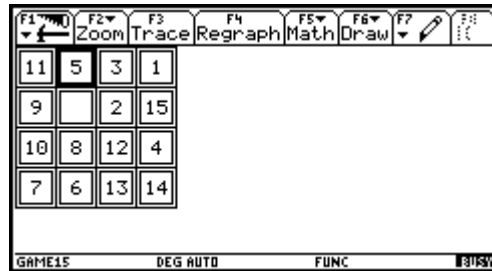 F1 F2 F3 F4 F5 F6 F7
Zoom Trace Regraph Math Draw
11 5 3 1
9 2 15
10 8 12 4
7 6 13 14
GAME15 DEG AUTO FUNC BUSY